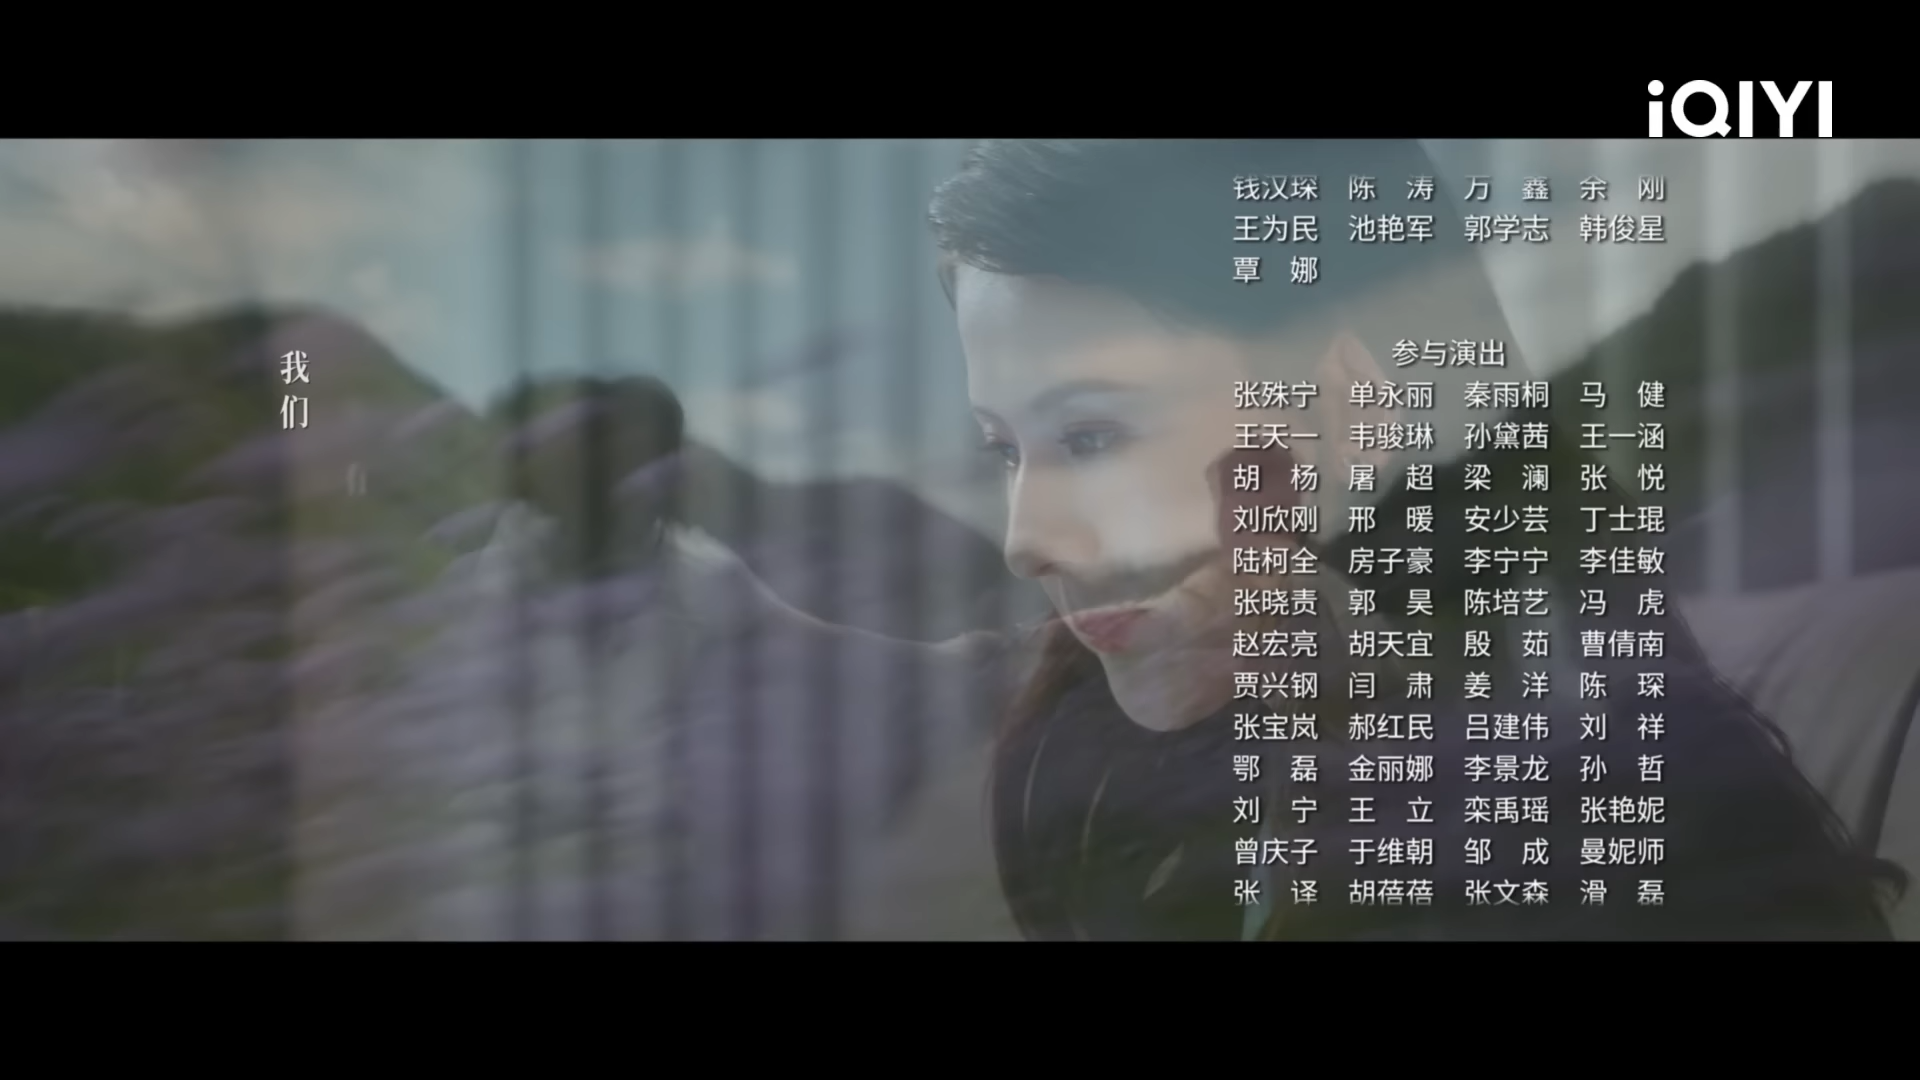 iQIYI
钱汉琛 陈 涛 万 鑫 余 刚
王为民 池艳军 郭学志 韩俊星
覃 娜
参与演出
张殊宁 单永丽 秦雨桐 马 健
王天一 韦骏琳 孙黛茜 王一涵
胡 杨 屠 超 梁 澜 张 悦
刘欣刚 邢 暖 安少芸 丁士琨
陆柯全 房子豪 李宁宁 李佳敏
张晓责 郭 昊 陈培艺 冯 虎
赵宏亮 胡天宜 殷 茹 曹倩南
贾兴钢 闫 肃 姜 洋 陈 琛
张宝岚 郝红民 吕建伟 刘 祥
鄂 磊 金丽娜 李景龙 孙 哲
刘 宁 王 立 栾禹瑶 张艳妮
曾庆子 于维朝 邹 成 曼妮师
张 译 胡蓓蓓 张文森 滑 磊
我们